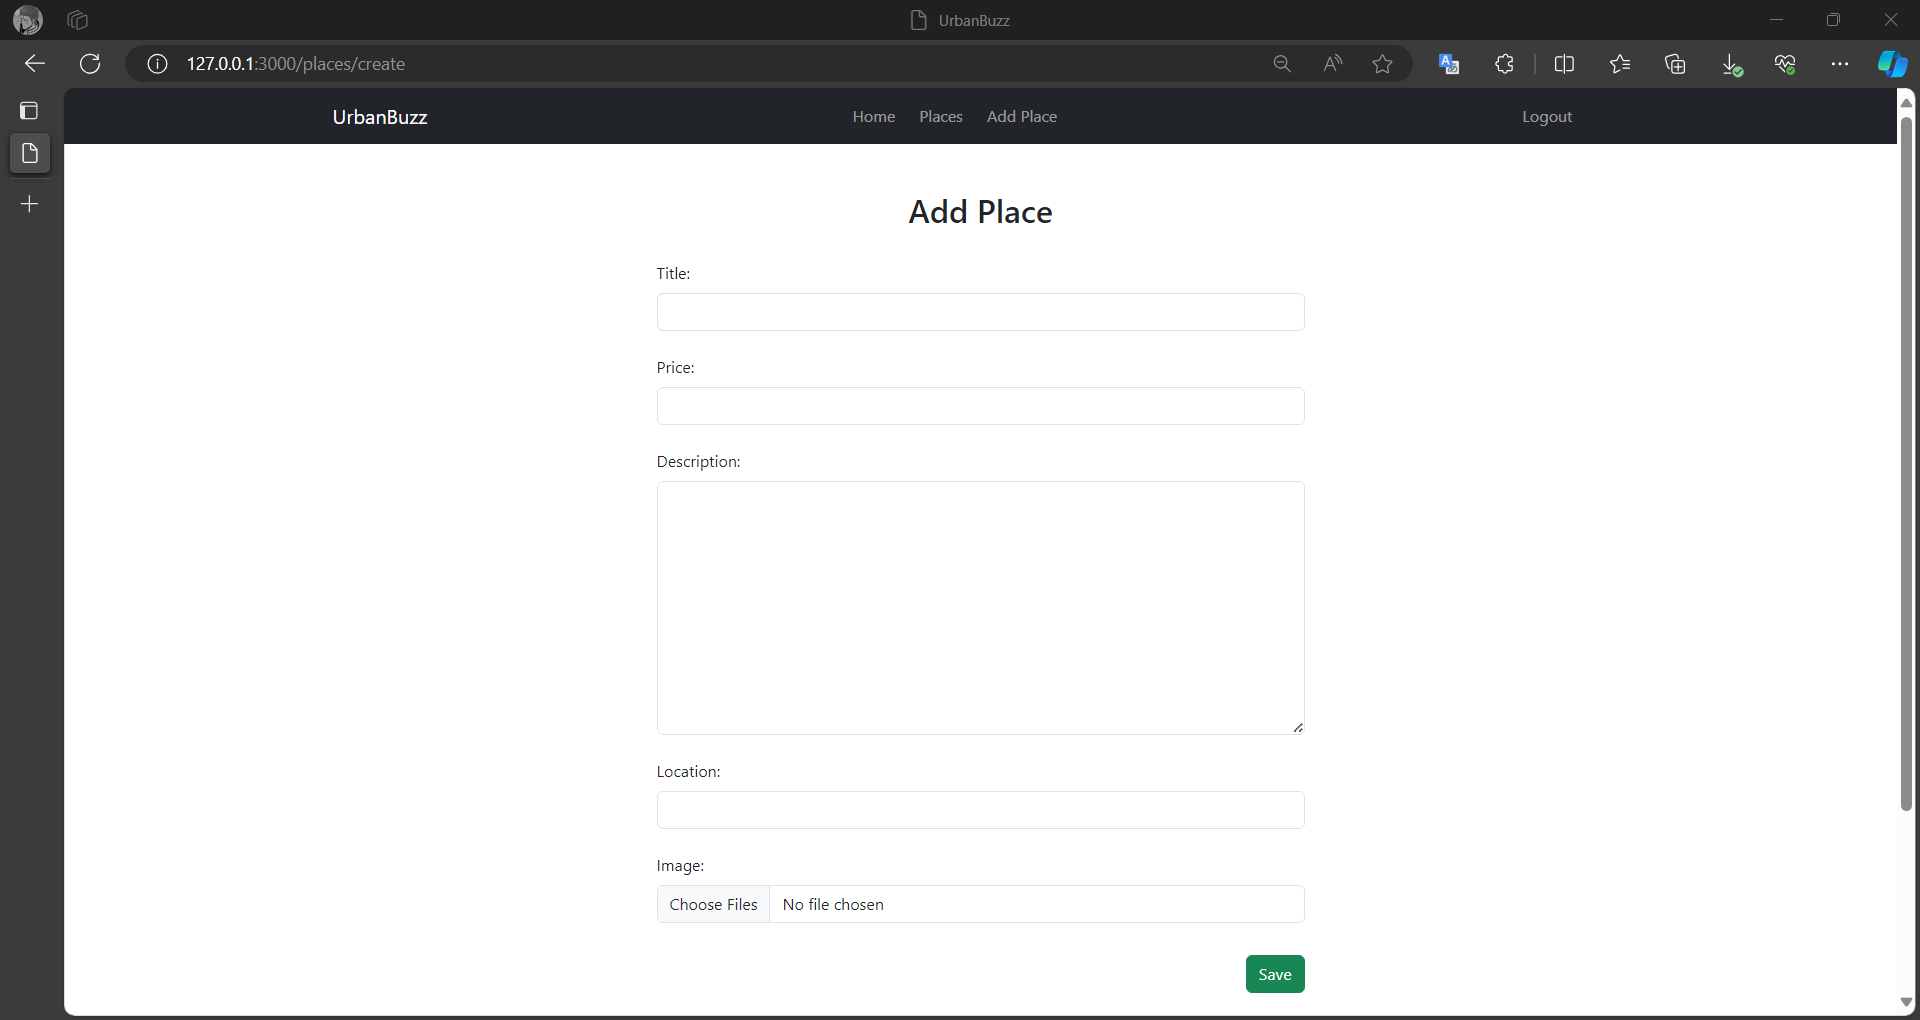 UrbanBuzz
127.0.0.1:3000/places/create
UrbanBuzz Home Places Add Place Logout
Add Place
Title:
Price:
Description:
Location:
Image:
Choose Files No file chosen
Save